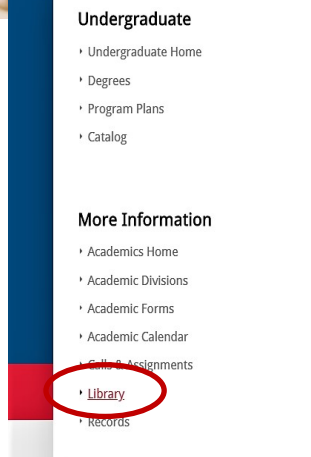 Undergraduate
Undergraduate Home
Degrees
Program Plans
Catalog
More Information
Academics Home
Academic Divisions
Academic Forms
Academic Calendar
Calls & Assignments
Library
Records